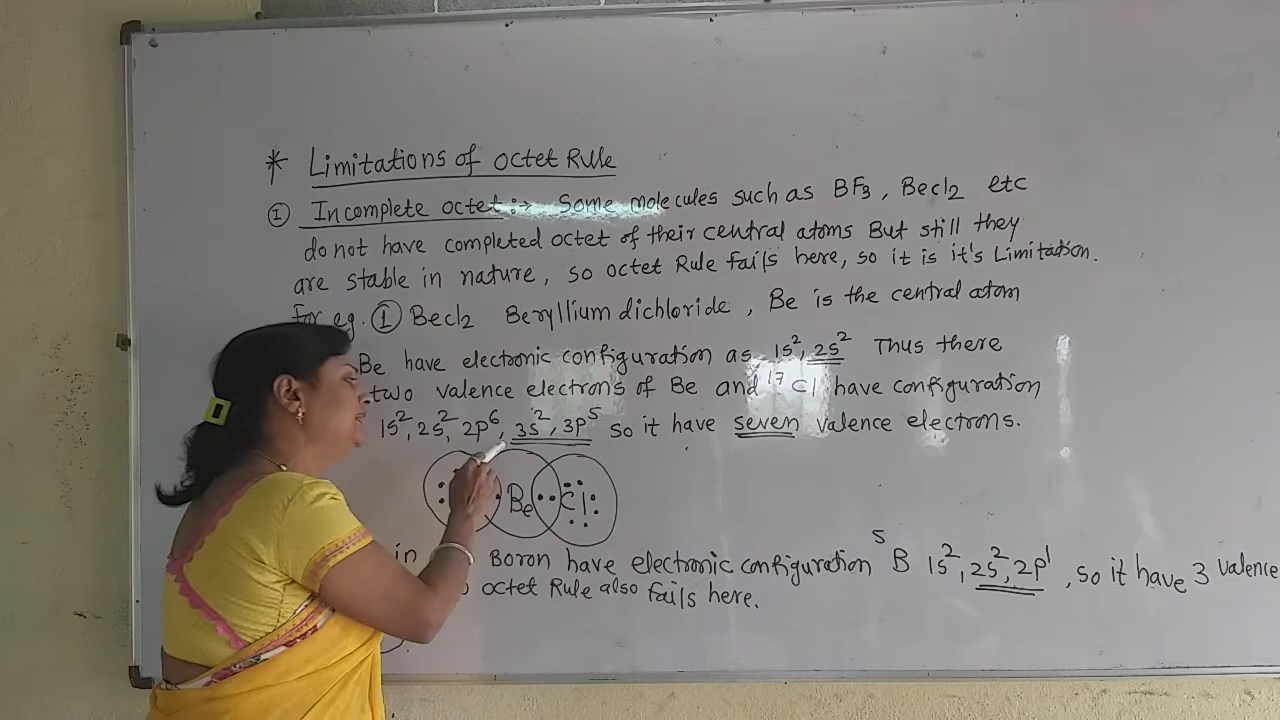 * Limitations of octet Rule
① Incomplete octet :→ Some molecules such as BF₃, Becl₂ etc
do not have completed octet of their central atoms But still they
are stable in nature, so octet Rule fails here, so it is it's Limitation.
For eg. ① Becl₂ Beryllium dichloride, Be is the central atom
Be have electronic configuration as 1s², 2s² Thus there
two valence electrons of Be and ¹⁷Cl have configuration
1s², 2s², 2p⁶, 3s², 3p⁵ so it have seven valence electrons.
Be Cl
in Boron have electronic configuration ⁵B 1s², 2s², 2p¹, so it have 3 valence
octet Rule also fails here.